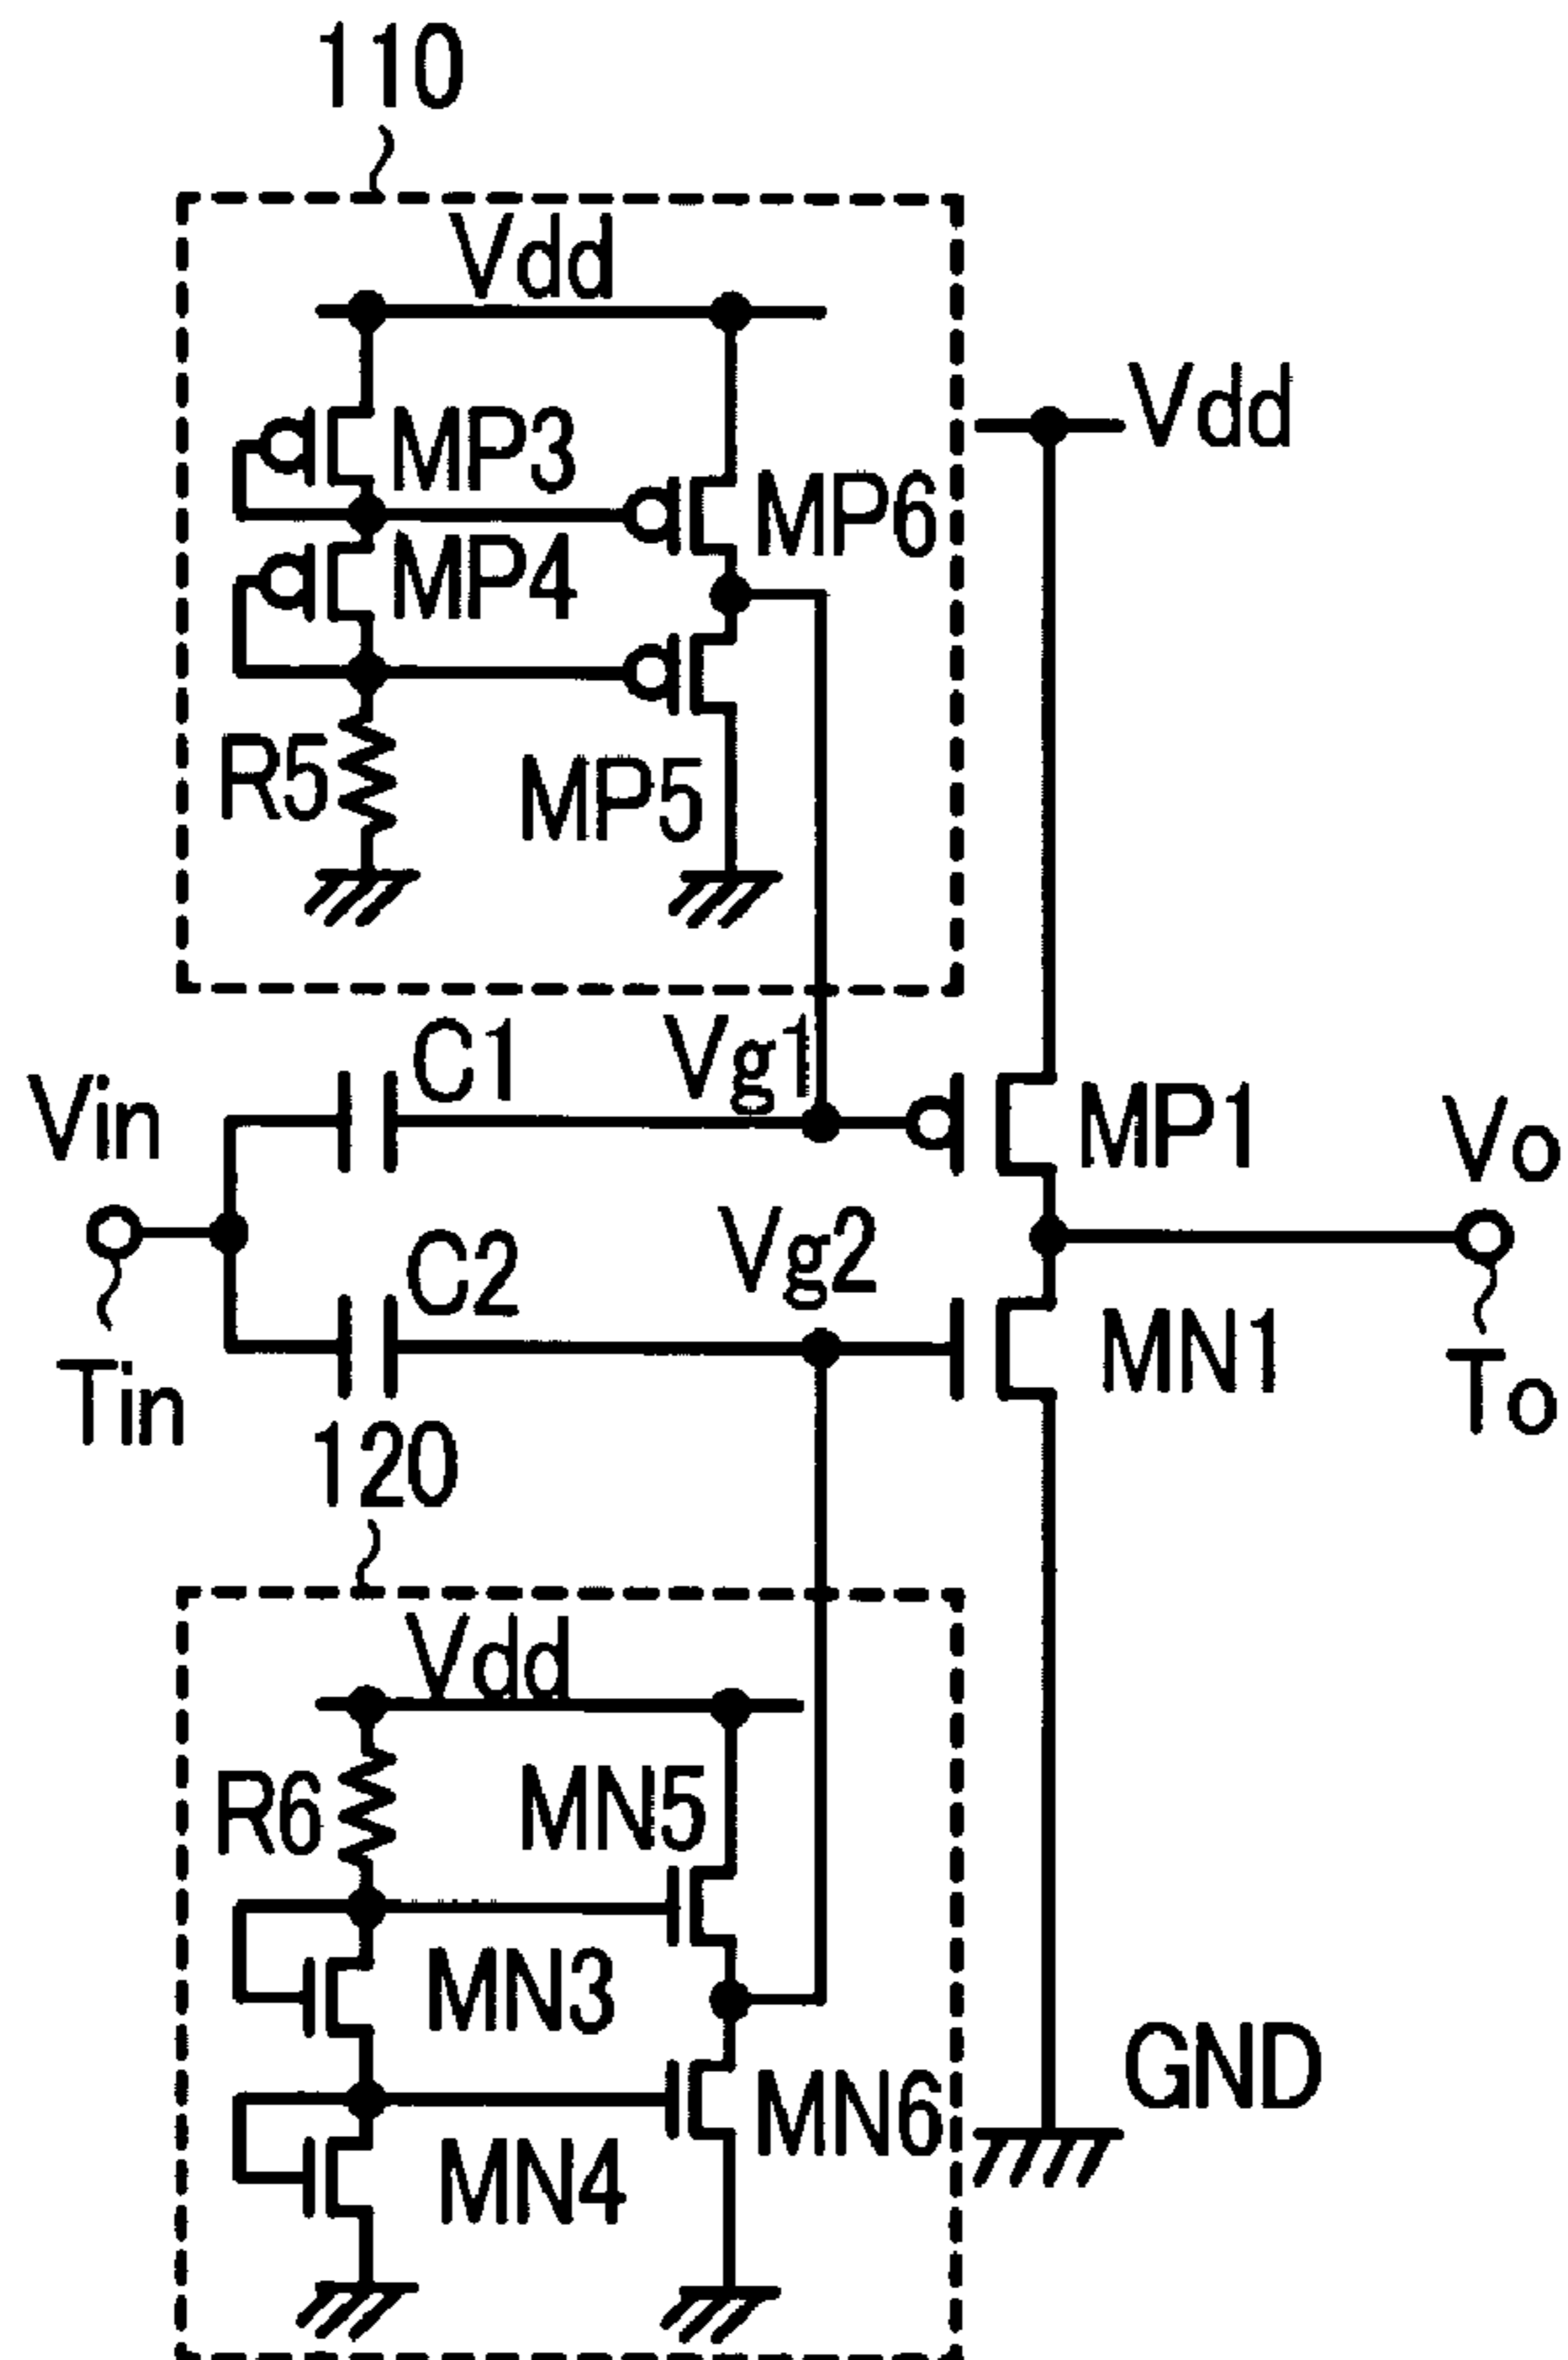 110
Vdd
Vdd
MP3
MP6
MP4
R5
MP5
C1
Vg1
Vin
MP1
Vo
C2
Vg2
MN1
Tin
To
120
Vdd
R6
MN5
MN3
GND
MN6
MN4